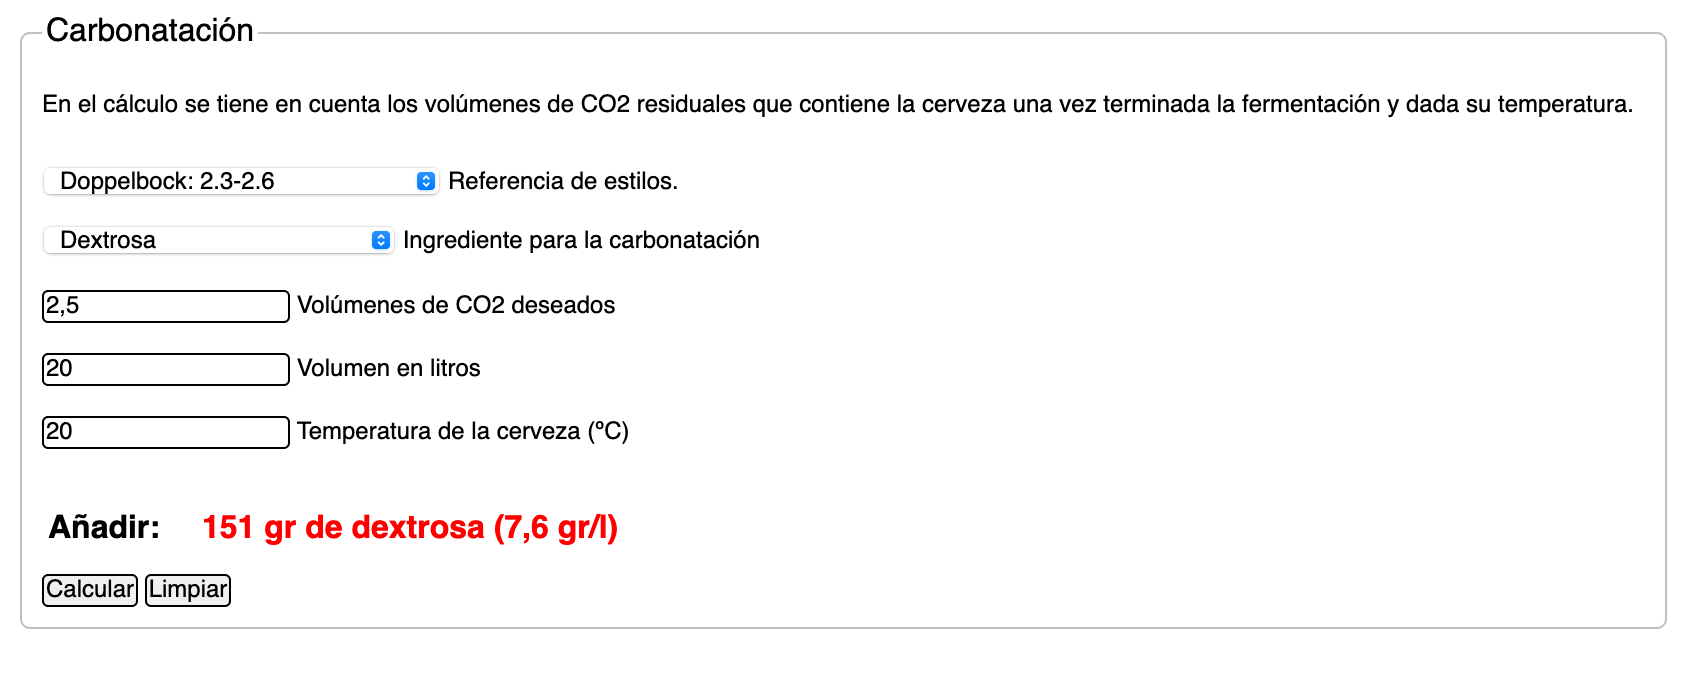 Carbonatación
En el cálculo se tiene en cuenta los volúmenes de CO2 residuales que contiene la cerveza una vez terminada la fermentación y dada su temperatura.
Doppelbock: 2.3-2.6 Referencia de estilos.
Dextrosa Ingrediente para la carbonatación
2,5 Volúmenes de CO2 deseados
20 Volumen en litros
20 Temperatura de la cerveza (ºC)
Añadir: 151 gr de dextrosa (7,6 gr/l)
Calcular Limpiar